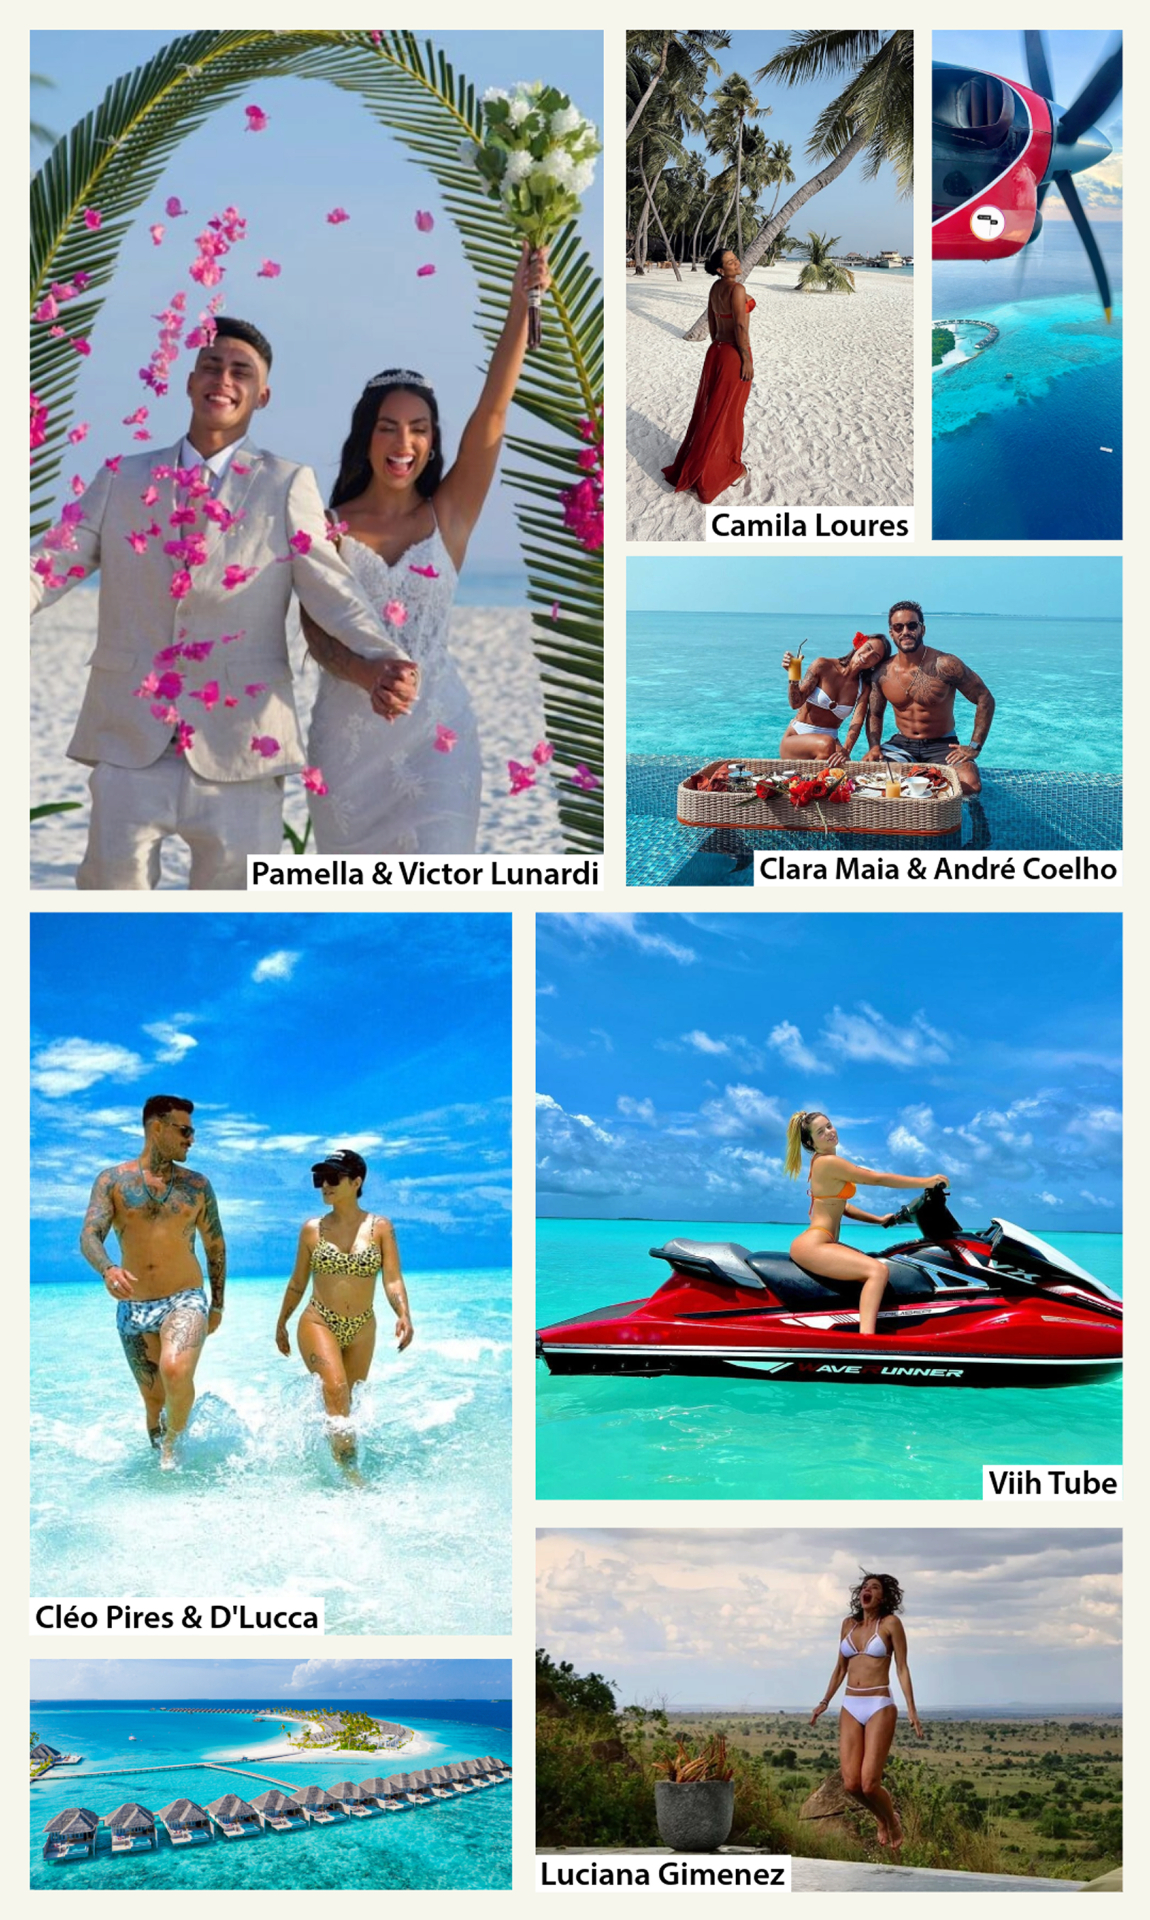 Camila Loures
Pamella & Victor Lunardi
Clara Maia & André Coelho
VX
WAVERUNNER
Viih Tube
Cléo Pires & D'Lucca
Luciana Gimenez